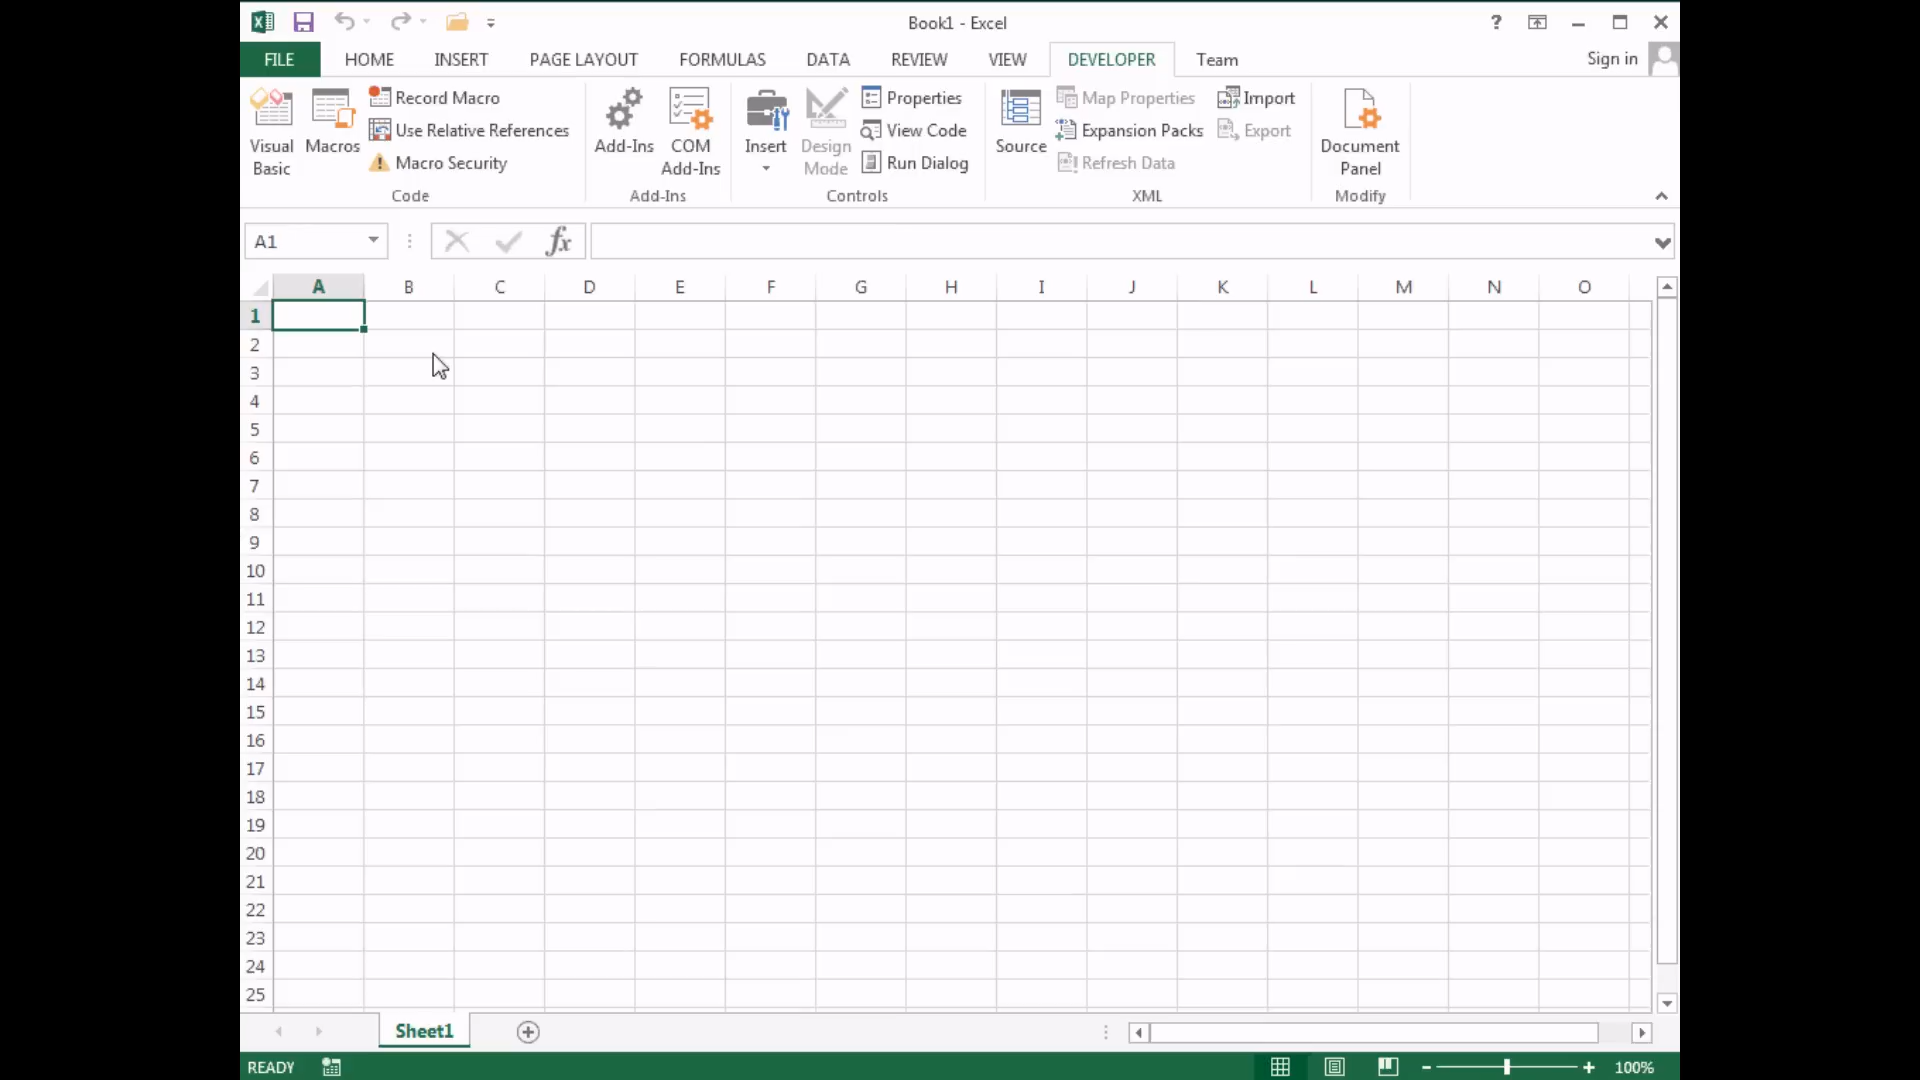 Book1 - Excel
?
FILE HOME INSERT PAGE LAYOUT FORMULAS DATA REVIEW VIEW DEVELOPER Team Sign in
Visual Basic
Macros
Record Macro
Use Relative References
Macro Security
Code
Add-Ins
COM Add-Ins
Add-Ins
Insert
Design Mode
Properties
View Code
Run Dialog
Controls
Source
Map Properties
Expansion Packs
Refresh Data
Import
Export
XML
Document Panel
Modify
A1
fx
A B C D E F G H I J K L M N O
1
2
3
4
5
6
7
8
9
10
11
12
13
14
15
16
17
18
19
20
21
22
23
24
25
Sheet1
READY
100%